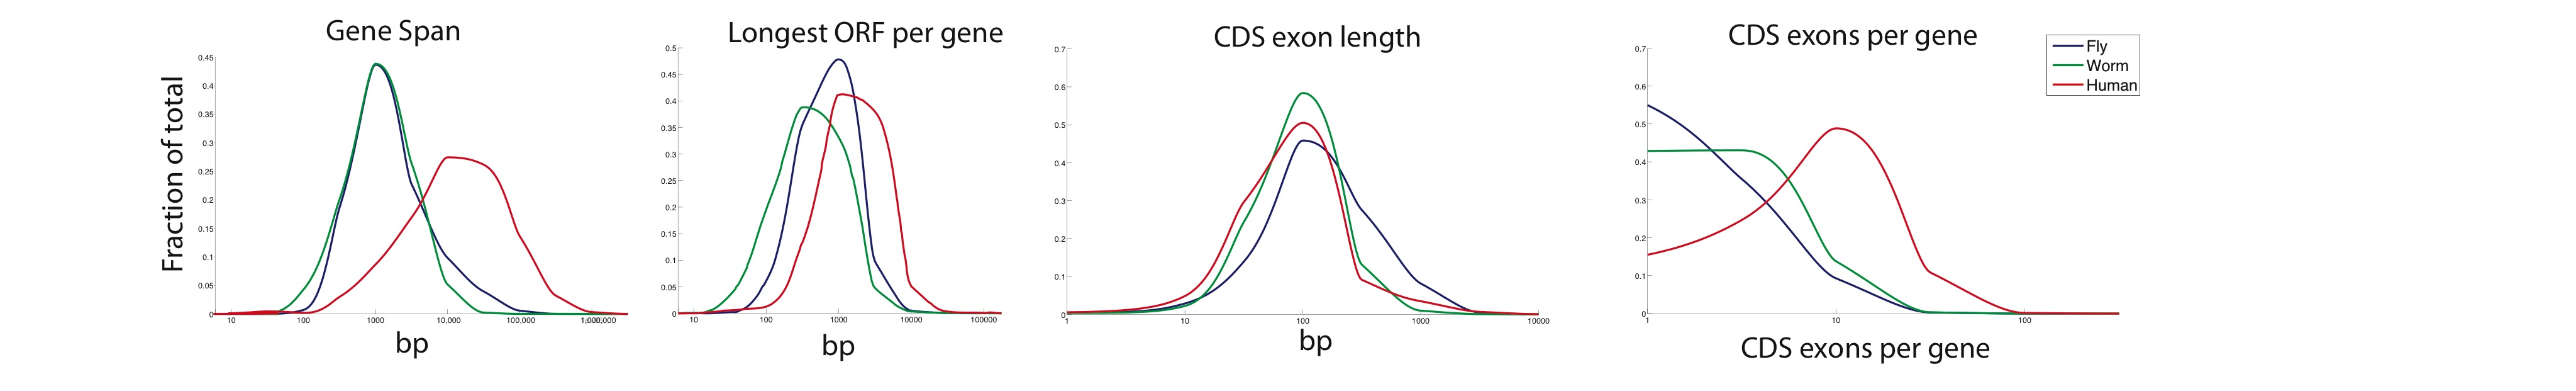 Gene Span
Fraction of total
0.45
0.4
0.35
0.3
0.25
0.2
0.15
0.1
0.05
0
10 100 1000 10,000 100,000 1,000,000
bp
Longest ORF per gene
0.5
0.45
0.4
0.35
0.3
0.25
0.2
0.15
0.1
0.05
0
10 100 1000 10000 100000
bp
CDS exon length
0.7
0.6
0.5
0.4
0.3
0.2
0.1
0
1 10 100 1000 10000
bp
CDS exons per gene
0.7
0.6
0.5
0.4
0.3
0.2
0.1
0
1 10 100
CDS exons per gene
Fly
Worm
Human